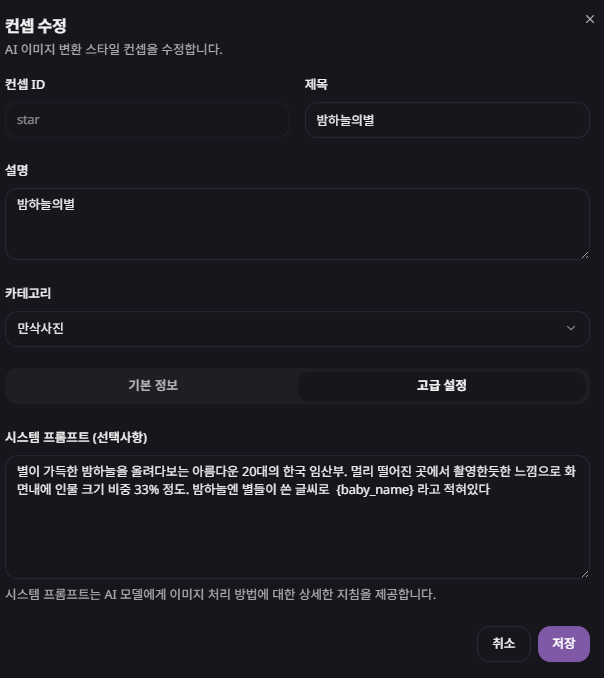 컨셉 수정
AI 이미지 변환 스타일 컨셉을 수정합니다.
컨셉 ID
제목
star
밤하늘의별
설명
밤하늘의별
카테고리
만삭사진
기본 정보
고급 설정
시스템 프롬프트 (선택사항)
별이 가득한 밤하늘을 올려다보는 아름다운 20대의 한국 임산부. 멀리 떨어진 곳에서 촬영한듯한 느낌으로 화
면내에 인물 크기 비중 33% 정도. 밤하늘엔 별들이 쓴 글씨로  {baby_name} 라고 적혀있다
시스템 프롬프트는 AI 모델에게 이미지 처리 방법에 대한 상세한 지침을 제공합니다.
취소
저장